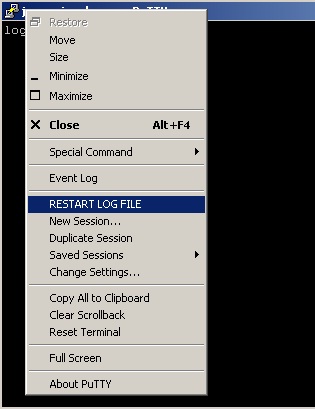 PuTTY
log
Restore
Move
Size
Minimize
Maximize
Close Alt+F4
Special Command
Event Log
RESTART LOG FILE
New Session...
Duplicate Session
Saved Sessions
Change Settings...
Copy All to Clipboard
Clear Scrollback
Reset Terminal
Full Screen
About PuTTY